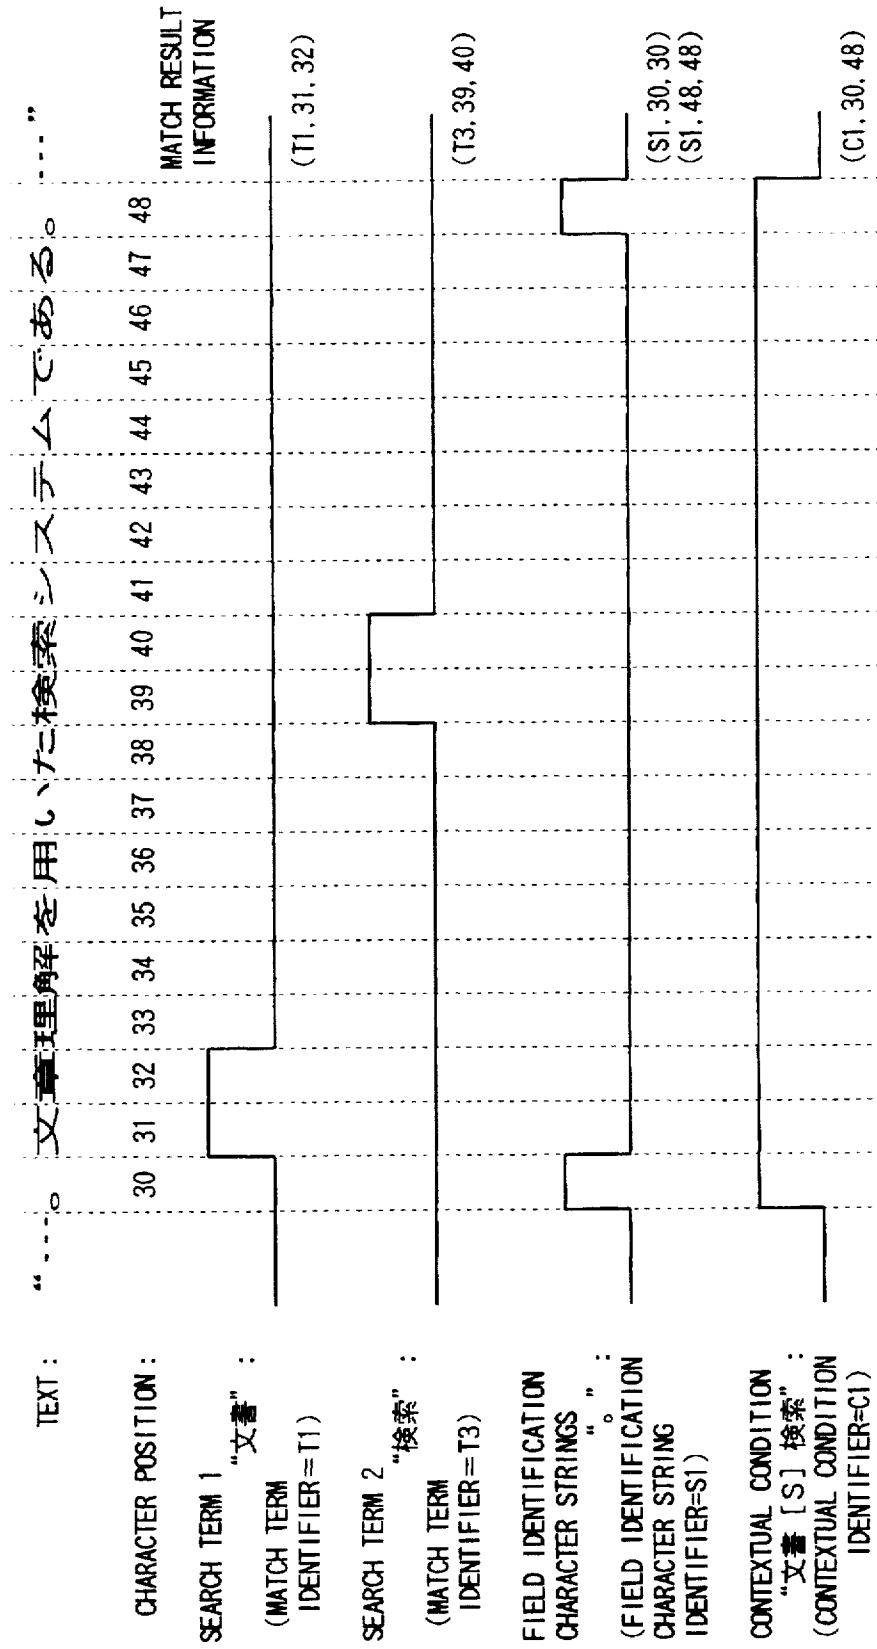 TEXT : “---。文章理解を用いた検索システムである。---”
CHARACTER POSITION : 30 31 32 33 34 35 36 37 38 39 40 41 42 43 44 45 46 47 48
MATCH RESULT
INFORMATION
SEARCH TERM 1
“文書” :
(MATCH TERM
IDENTIFIER=T1)
(T1, 31, 32)
SEARCH TERM 2
“検索” :
(MATCH TERM
IDENTIFIER=T3)
(T3, 39, 40)
FIELD IDENTIFICATION
CHARACTER STRINGS
“。” :
(FIELD IDENTIFICATION
CHARACTER STRING
IDENTIFIER=S1)
(S1, 30, 30)
(S1, 48, 48)
CONTEXTUAL CONDITION
“文書 [S] 検索” :
(CONTEXTUAL CONDITION
IDENTIFIER=C1)
(C1, 30, 48)